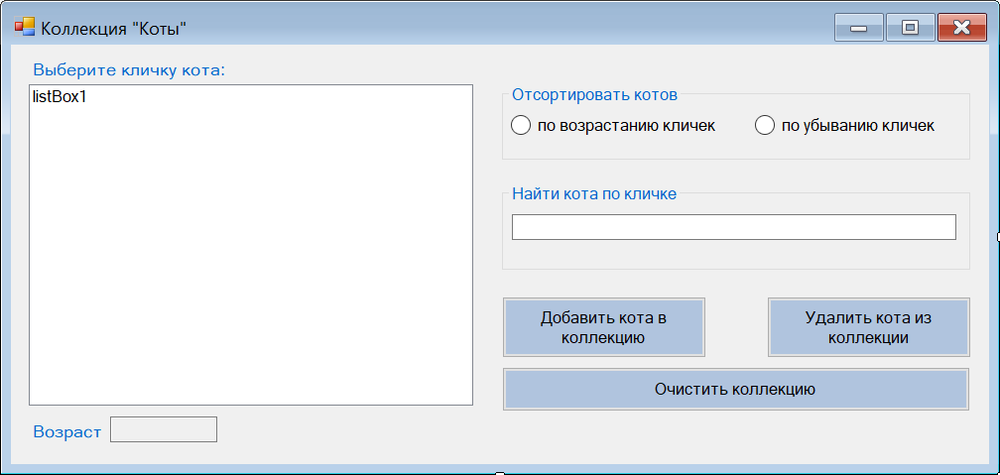 Коллекция "Коты"
Выберите кличку кота:
listBox1
Отсортировать котов
по возрастанию кличек
по убыванию кличек
Найти кота по кличке
Добавить кота в
коллекцию
Удалить кота из
коллекции
Очистить коллекцию
Возраст